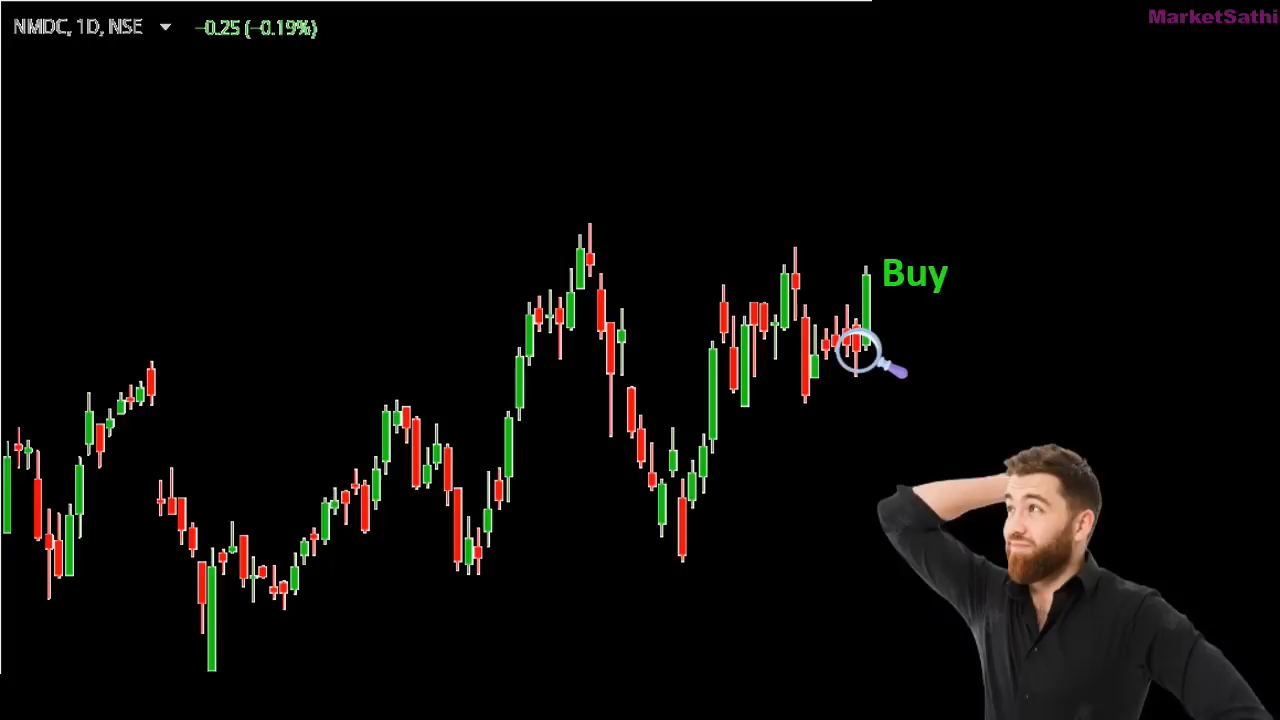 NMDC, 1D, NSE −0.25 (−0.19%)
MarketSathi
Buy